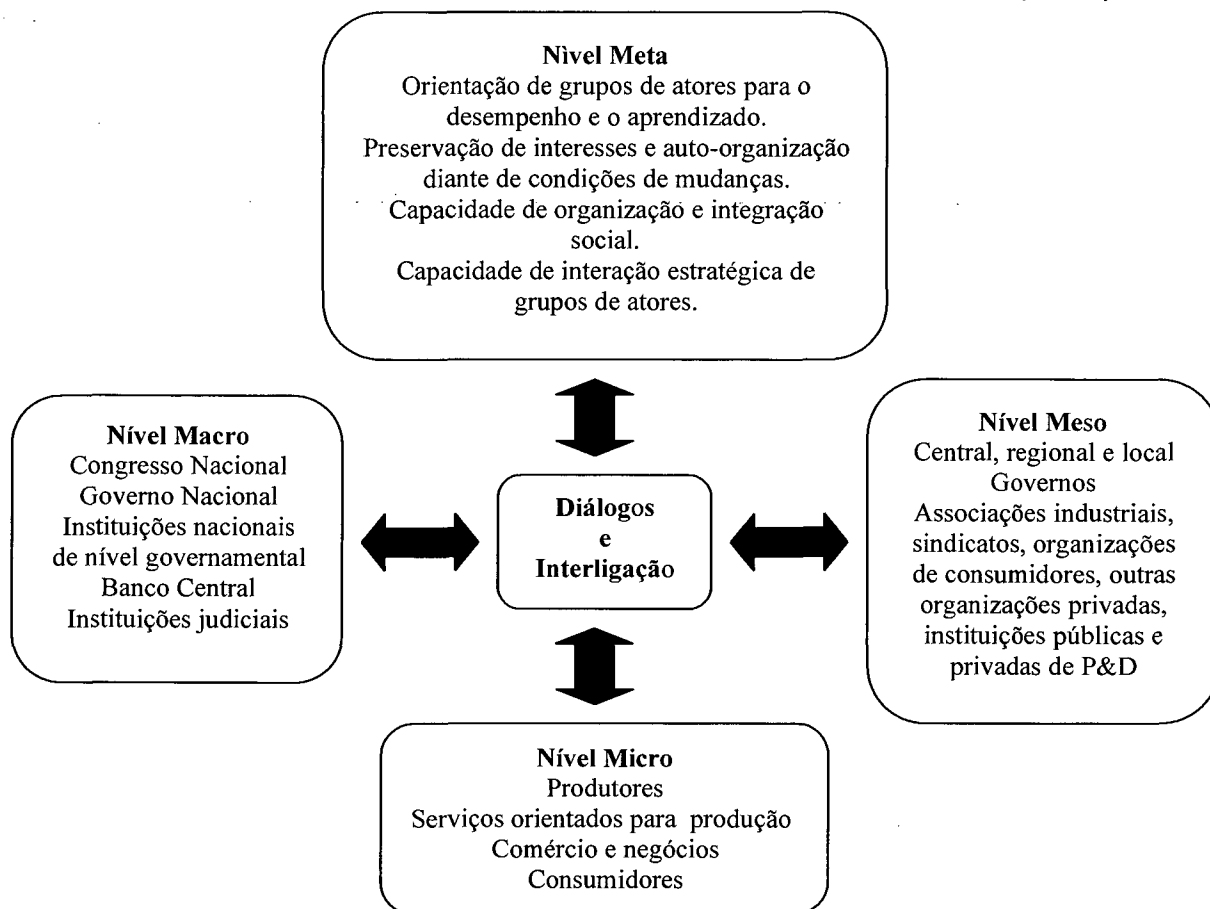 Nível Meta
Orientação de grupos de atores para o
desempenho e o aprendizado.
Preservação de interesses e auto-organização
diante de condições de mudanças.
Capacidade de organização e integração
social.
Capacidade de interação estratégica de
grupos de atores.
Nível Macro
Congresso Nacional
Governo Nacional
Instituições nacionais
de nível governamental
Banco Central
Instituições judiciais
Diálogos
e
Interligação
Nível Meso
Central, regional e local
Governos
Associações industriais,
sindicatos, organizações
de consumidores, outras
organizações privadas,
instituições públicas e
privadas de P&D
Nível Micro
Produtores
Serviços orientados para produção
Comércio e negócios
Consumidores